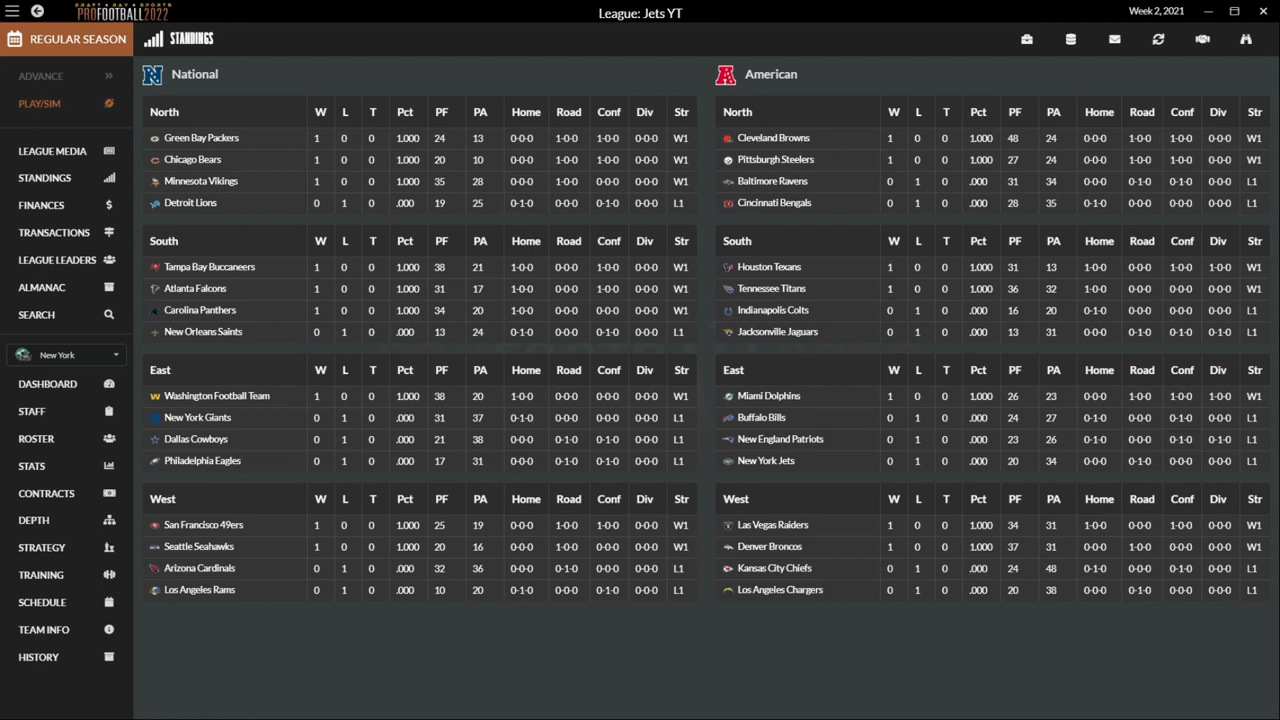 DRAFT DAY SPORTS
PROFOOTBALL2022
League: Jets YT
Week 2, 2021
REGULAR SEASON
STANDINGS
ADVANCE
PLAY/SIM
LEAGUE MEDIA
STANDINGS
FINANCES
TRANSACTIONS
LEAGUE LEADERS
ALMANAC
SEARCH
New York
DASHBOARD
STAFF
ROSTER
STATS
CONTRACTS
DEPTH
STRATEGY
TRAINING
SCHEDULE
TEAM INFO
HISTORY
National
North W L T Pct PF PA Home Road Conf Div Str
Green Bay Packers 1 0 0 1.000 24 13 0-0-0 1-0-0 1-0-0 0-0-0 W1
Chicago Bears 1 0 0 1.000 20 10 0-0-0 1-0-0 1-0-0 0-0-0 W1
Minnesota Vikings 1 0 0 1.000 35 28 0-0-0 1-0-0 0-0-0 0-0-0 W1
Detroit Lions 0 1 0 .000 19 25 0-1-0 0-0-0 0-1-0 0-0-0 L1
South W L T Pct PF PA Home Road Conf Div Str
Tampa Bay Buccaneers 1 0 0 1.000 38 21 1-0-0 0-0-0 1-0-0 0-0-0 W1
Atlanta Falcons 1 0 0 1.000 31 17 1-0-0 0-0-0 1-0-0 0-0-0 W1
Carolina Panthers 1 0 0 1.000 34 20 1-0-0 0-0-0 0-0-0 0-0-0 W1
New Orleans Saints 0 1 0 .000 13 24 0-1-0 0-0-0 0-1-0 0-0-0 L1
East W L T Pct PF PA Home Road Conf Div Str
Washington Football Team 1 0 0 1.000 38 20 1-0-0 0-0-0 0-0-0 0-0-0 W1
New York Giants 0 1 0 .000 31 37 0-1-0 0-0-0 0-0-0 0-0-0 L1
Dallas Cowboys 0 1 0 .000 21 38 0-0-0 0-1-0 0-1-0 0-0-0 L1
Philadelphia Eagles 0 1 0 .000 17 31 0-0-0 0-1-0 0-1-0 0-0-0 L1
West W L T Pct PF PA Home Road Conf Div Str
San Francisco 49ers 1 0 0 1.000 25 19 0-0-0 1-0-0 1-0-0 0-0-0 W1
Seattle Seahawks 1 0 0 1.000 20 16 0-0-0 1-0-0 0-0-0 0-0-0 W1
Arizona Cardinals 0 1 0 .000 32 36 0-0-0 0-1-0 0-0-0 0-0-0 L1
Los Angeles Rams 0 1 0 .000 10 20 0-1-0 0-0-0 0-1-0 0-0-0 L1
American
North W L T Pct PF PA Home Road Conf Div Str
Cleveland Browns 1 0 0 1.000 48 24 0-0-0 1-0-0 1-0-0 0-0-0 W1
Pittsburgh Steelers 1 0 0 1.000 27 24 0-0-0 1-0-0 1-0-0 0-0-0 W1
Baltimore Ravens 0 1 0 .000 31 34 0-0-0 0-1-0 0-1-0 0-0-0 L1
Cincinnati Bengals 0 1 0 .000 28 35 0-1-0 0-0-0 0-0-0 0-0-0 L1
South W L T Pct PF PA Home Road Conf Div Str
Houston Texans 1 0 0 1.000 31 13 1-0-0 0-0-0 1-0-0 1-0-0 W1
Tennessee Titans 1 0 0 1.000 36 32 1-0-0 0-0-0 0-0-0 0-0-0 W1
Indianapolis Colts 0 1 0 .000 16 20 0-1-0 0-0-0 0-0-0 0-0-0 L1
Jacksonville Jaguars 0 1 0 .000 13 31 0-0-0 0-1-0 0-1-0 0-1-0 L1
East W L T Pct PF PA Home Road Conf Div Str
Miami Dolphins 1 0 0 1.000 26 23 0-0-0 1-0-0 1-0-0 1-0-0 W1
Buffalo Bills 0 1 0 .000 24 27 0-1-0 0-0-0 0-1-0 0-0-0 L1
New England Patriots 0 1 0 .000 23 26 0-1-0 0-0-0 0-1-0 0-1-0 L1
New York Jets 0 1 0 .000 20 34 0-0-0 0-1-0 0-0-0 0-0-0 L1
West W L T Pct PF PA Home Road Conf Div Str
Las Vegas Raiders 1 0 0 1.000 34 31 1-0-0 0-0-0 1-0-0 0-0-0 W1
Denver Broncos 1 0 0 1.000 37 31 0-0-0 1-0-0 0-0-0 0-0-0 W1
Kansas City Chiefs 0 1 0 .000 24 48 0-1-0 0-0-0 0-1-0 0-0-0 L1
Los Angeles Chargers 0 1 0 .000 20 38 0-0-0 0-1-0 0-0-0 0-0-0 L1